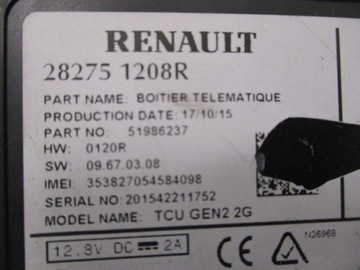 RENAULT
28275 1208R
PART NAME: BOITIER TELEMATIQUE
PRODUCTION DATE: 17/10/15
PART NO: 51986237
HW: 0120R
SW: 09.67.03.08
IMEI: 353827054584098
SERIAL NO: 201542211752
MODEL NAME: TCU GEN2 2G
12.8V DC 2A
CE
N26968